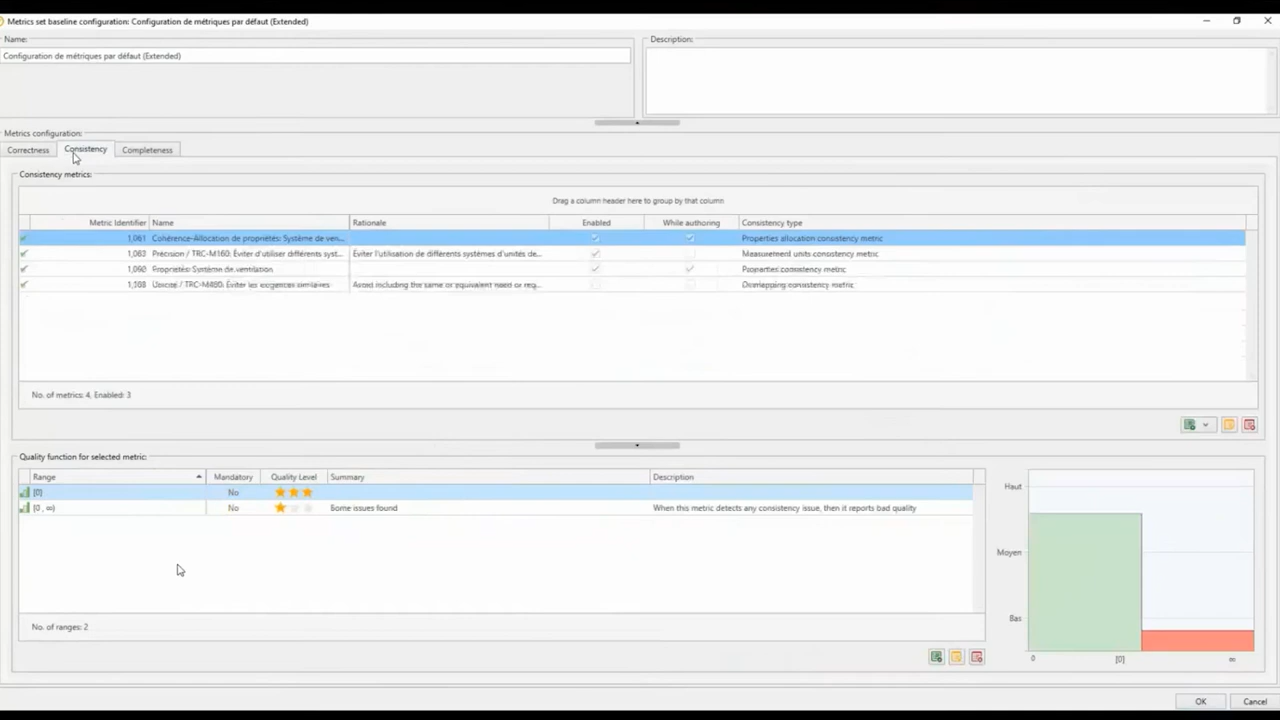 Metrics set baseline configuration: Configuration de métriques par défaut (Extended)
Name: Description:
Configuration de métriques par défaut (Extended)
Metrics configuration:
Correctness Consistency Completeness
Consistency metrics:
Drag a column header here to group by that column
Metric Identifier Name Rationale Enabled While authoring Consistency type
1,061 Cohérence-Allocation de propriétés: Système de ven... Properties allocation consistency metric
1,083 Précision / TRC-M160: Éviter d'utiliser différents syst... Eviter l'utilisation de différents systèmes d'unités de... Measurement units consistency metric
Propriétés: Système de ventilation Properties consistency metric
Unicité / TRC-M480: Éviter les exigences similaires Avoid including the same or equivalent need or req... Overlapping consistency metric
No. of metrics: 4, Enabled: 3
Quality function for selected metric:
Range Mandatory Quality Level Summary Description
[0] No
(0 , ∞) No Some issues found When this metric detects any consistency issue, then it reports bad quality
No. of ranges: 2
Haut
Moyen
Bas
0 [0] ∞
OK Cancel